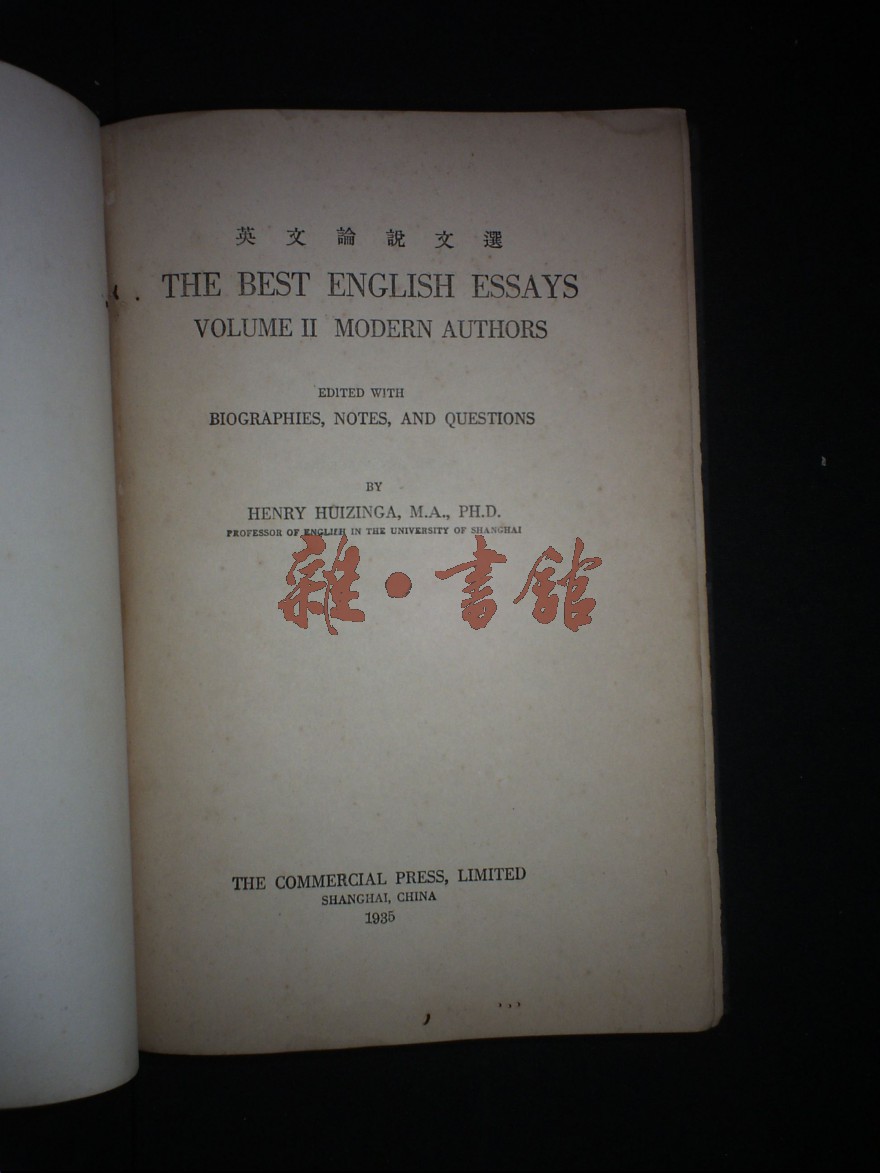 英文論說文選
THE BEST ENGLISH ESSAYS
VOLUME II MODERN AUTHORS
EDITED WITH
BIOGRAPHIES, NOTES, AND QUESTIONS
BY
HENRY HUIZINGA, M.A., PH.D.
PROFESSOR OF ENGLISH IN THE UNIVERSITY OF SHANGHAI
雜·書館
THE COMMERCIAL PRESS, LIMITED
SHANGHAI, CHINA
1935